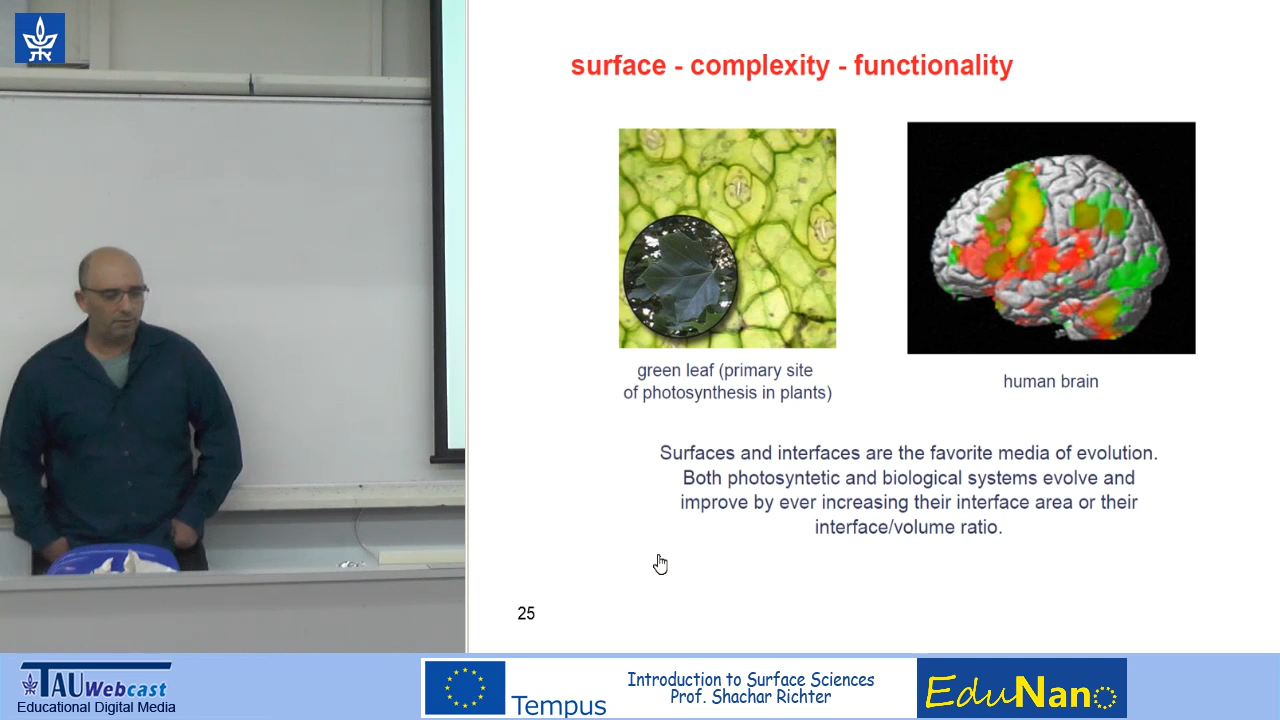 surface - complexity - functionality
green leaf (primary site
of photosynthesis in plants)
human brain
Surfaces and interfaces are the favorite media of evolution.
Both photosyntetic and biological systems evolve and
improve by ever increasing their interface area or their
interface/volume ratio.
25
TAU Webcast
Educational Digital Media
Tempus
Introduction to Surface Sciences
Prof. Shachar Richter
EduNano